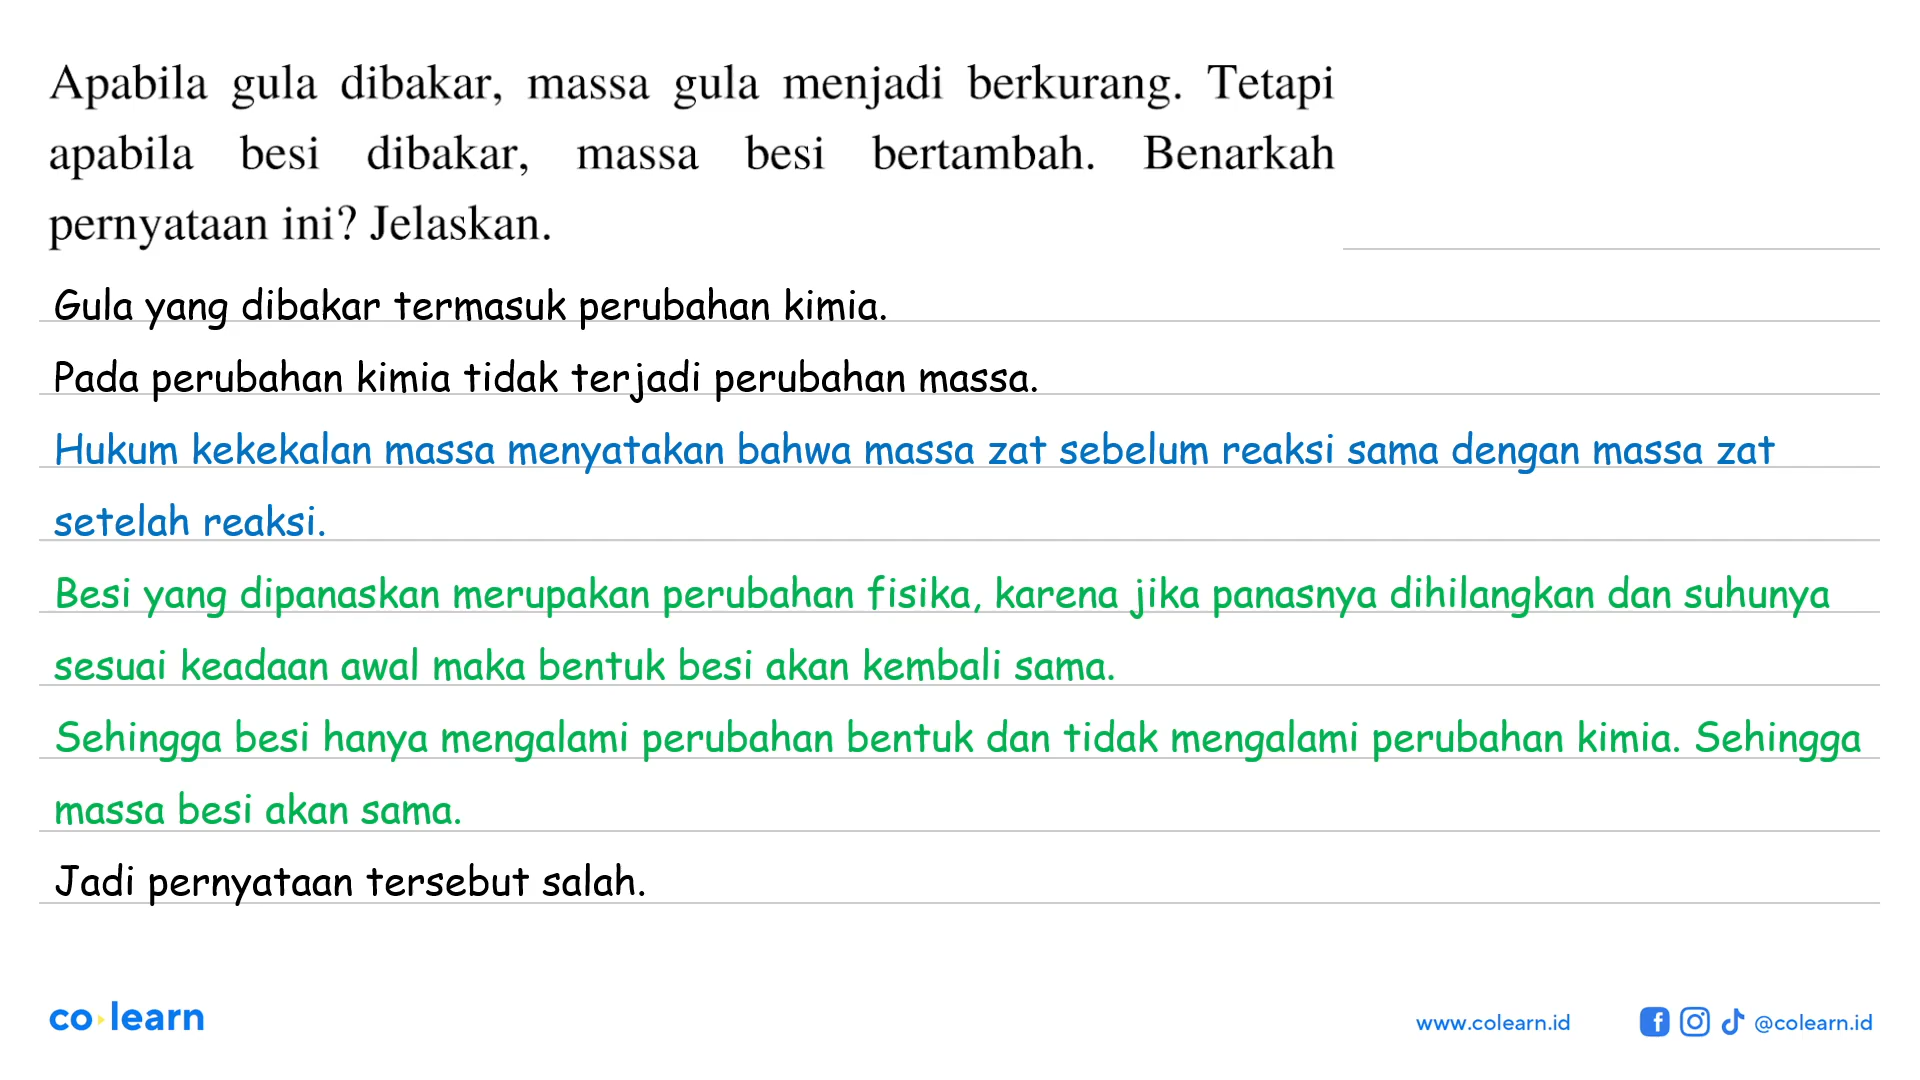 Apabila gula dibakar, massa gula menjadi berkurang. Tetapi
apabila besi dibakar, massa besi bertambah. Benarkah
pernyataan ini? Jelaskan.
Gula yang dibakar termasuk perubahan kimia.
Pada perubahan kimia tidak terjadi perubahan massa.
Hukum kekekalan massa menyatakan bahwa massa zat sebelum reaksi sama dengan massa zat
setelah reaksi.
Besi yang dipanaskan merupakan perubahan fisika, karena jika panasnya dihilangkan dan suhunya
sesuai keadaan awal maka bentuk besi akan kembali sama.
Sehingga besi hanya mengalami perubahan bentuk dan tidak mengalami perubahan kimia. Sehingga
massa besi akan sama.
Jadi pernyataan tersebut salah.
co learn
www.colearn.id
@colearn.id